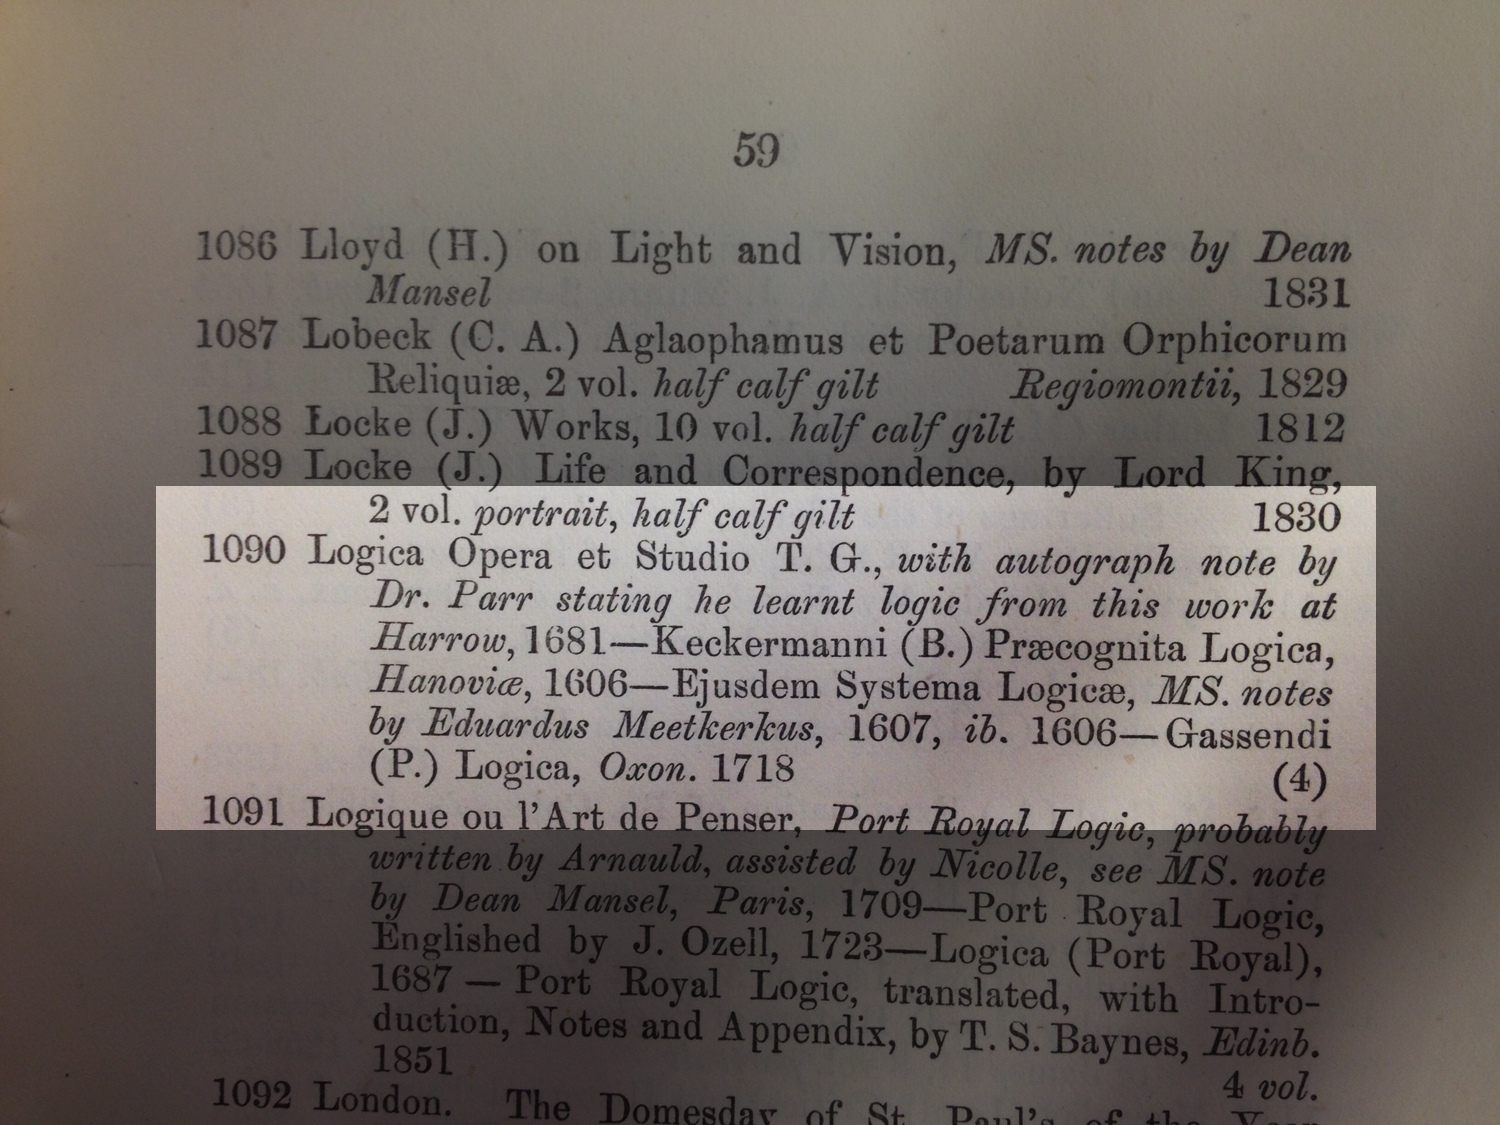 59
1086 Lloyd (H.) on Light and Vision, MS. notes by Dean
Mansel 1831
1087 Lobeck (C. A.) Aglaophamus et Poetarum Orphicorum
Reliquiæ, 2 vol. half calf gilt Regiomontii, 1829
1088 Locke (J.) Works, 10 vol. half calf gilt 1812
1089 Locke (J.) Life and Correspondence, by Lord King,
2 vol. portrait, half calf gilt 1830
1090 Logica Opera et Studio T. G., with autograph note by
Dr. Parr stating he learnt logic from this work at
Harrow, 1681—Keckermanni (B.) Præcognita Logica,
Hanoviæ, 1606—Ejusdem Systema Logicæ, MS. notes
by Eduardus Meetkerkus, 1607, ib. 1606—Gassendi
(P.) Logica, Oxon. 1718 (4)
1091 Logique ou l'Art de Penser, Port Royal Logic, probably
written by Arnauld, assisted by Nicolle, see MS. note
by Dean Mansel, Paris, 1709—Port Royal Logic,
Englished by J. Ozell, 1723—Logica (Port Royal),
1687 — Port Royal Logic, translated, with Intro-
duction, Notes and Appendix, by T. S. Baynes, Edinb.
1851 4 vol.
1092 London. The Domesday of St. Paul's of the Year